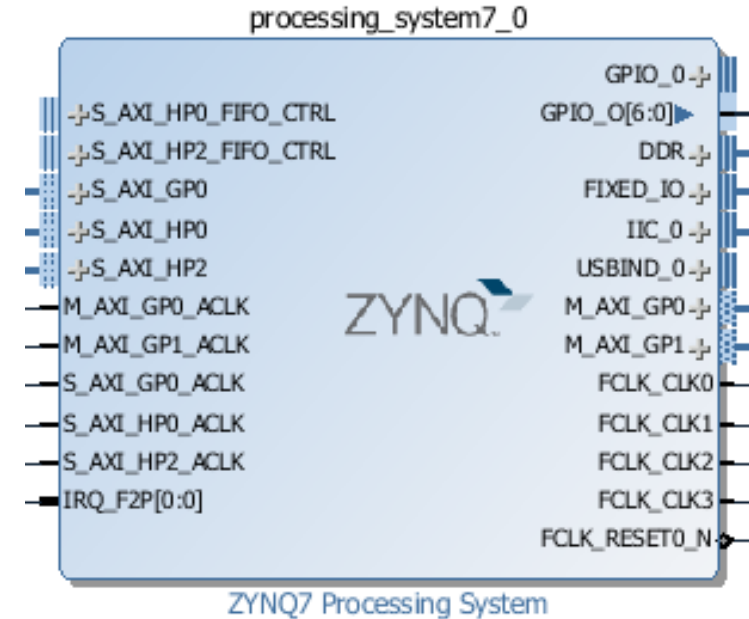 processing_system7_0
GPIO_0
S_AXI_HP0_FIFO_CTRL
GPIO_O[6:0]
S_AXI_HP2_FIFO_CTRL
DDR
S_AXI_GP0
FIXED_IO
S_AXI_HP0
IIC_0
S_AXI_HP2
USBIND_0
M_AXI_GP0_ACLK
M_AXI_GP0
M_AXI_GP1_ACLK
M_AXI_GP1
ZYNQ
S_AXI_GP0_ACLK
FCLK_CLK0
S_AXI_HP0_ACLK
FCLK_CLK1
S_AXI_HP2_ACLK
FCLK_CLK2
IRQ_F2P[0:0]
FCLK_CLK3
FCLK_RESET0_N
ZYNQ7 Processing System